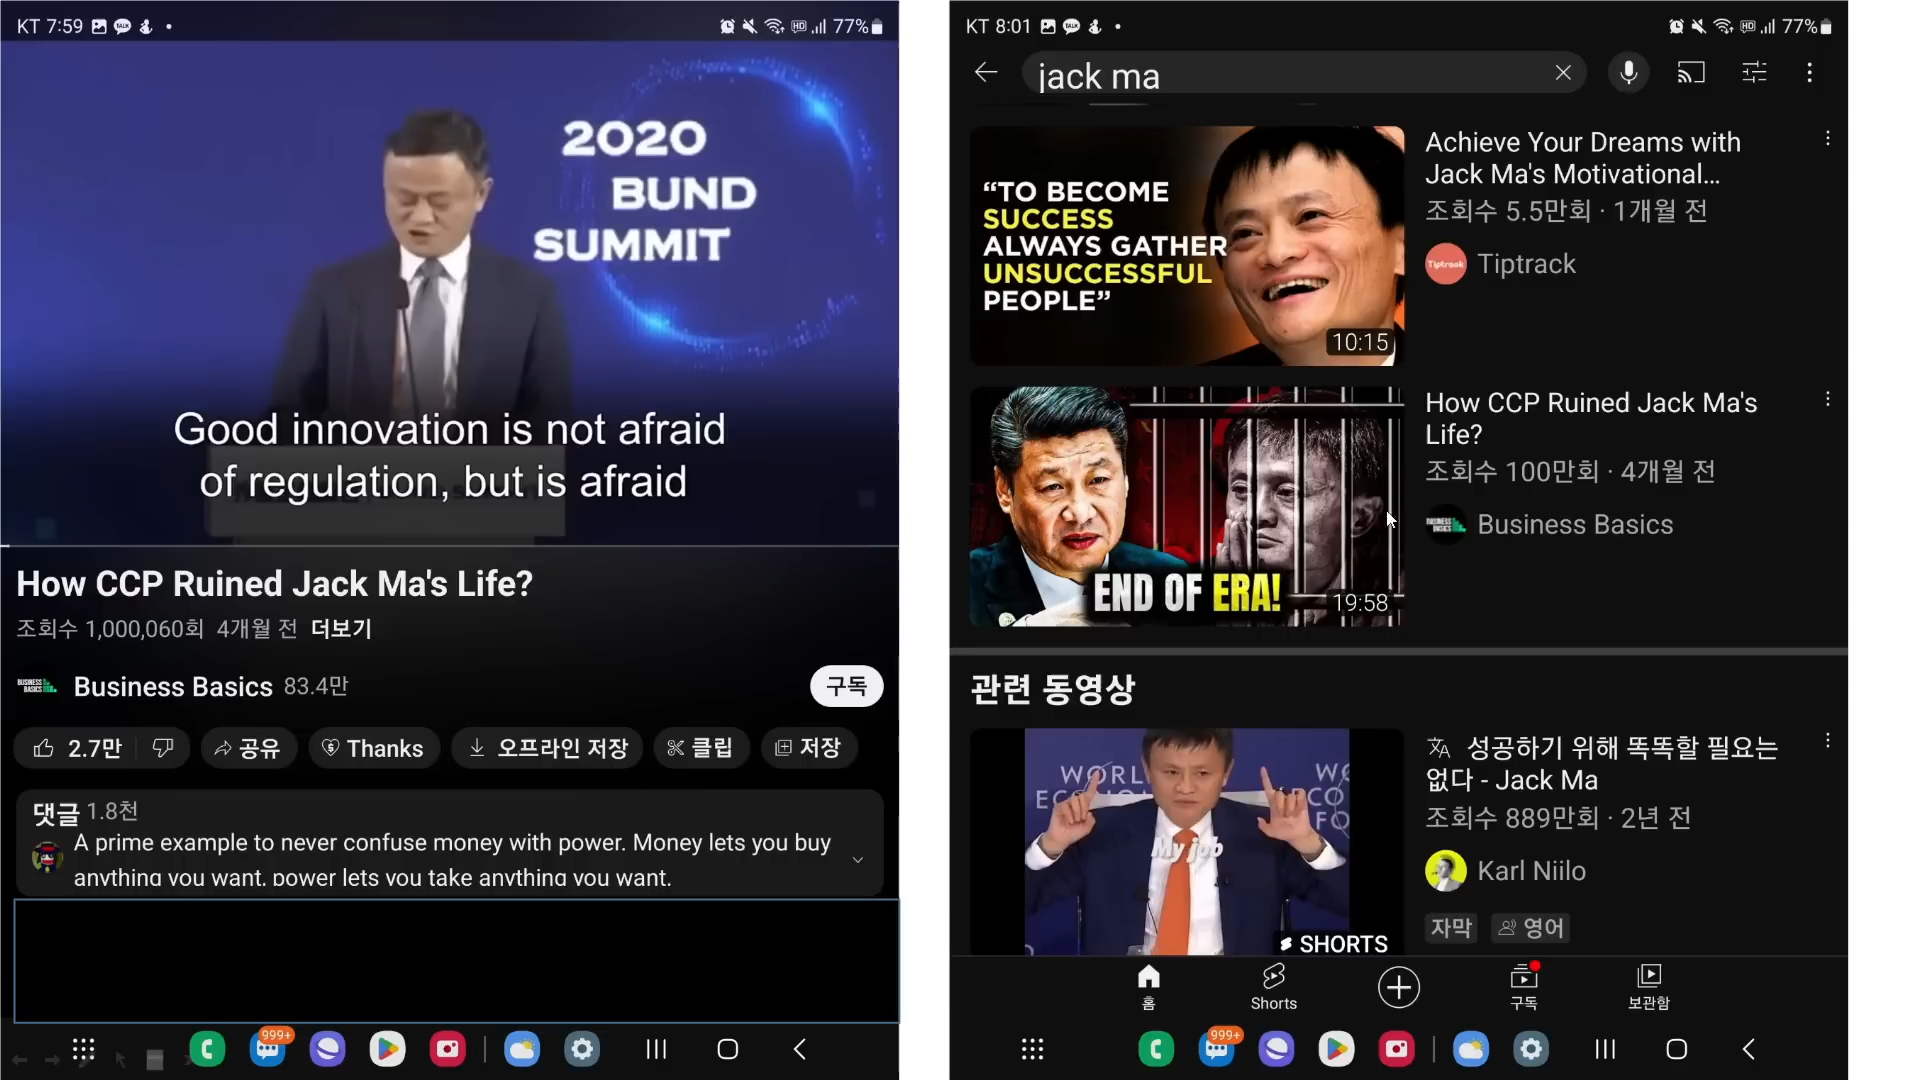 KT 7:59
77%
2020
BUND
SUMMIT
Good innovation is not afraid
of regulation, but is afraid
How CCP Ruined Jack Ma's Life?
조회수 1,000,060회 4개월 전 더보기
BUSINESS BASICS
Business Basics 83.4만
구독
2.7만
공유
Thanks
오프라인 저장
클립
저장
댓글 1.8천
A prime example to never confuse money with power. Money lets you buy
anything you want, power lets you take anything you want.
999+
KT 8:01
77%
jack ma
“TO BECOME
SUCCESS
ALWAYS GATHER
UNSUCCESSFUL
PEOPLE”
10:15
Achieve Your Dreams with
Jack Ma's Motivational...
조회수 5.5만회 · 1개월 전
Tiptrack
Tiptrack
END OF ERA!
19:58
How CCP Ruined Jack Ma's
Life?
조회수 100만회 · 4개월 전
BUSINESS BASICS
Business Basics
관련 동영상
My job
SHORTS
성공하기 위해 똑똑할 필요는
없다 - Jack Ma
조회수 889만회 · 2년 전
Karl Niilo
자막
영어
홈
Shorts
구독
보관함
999+